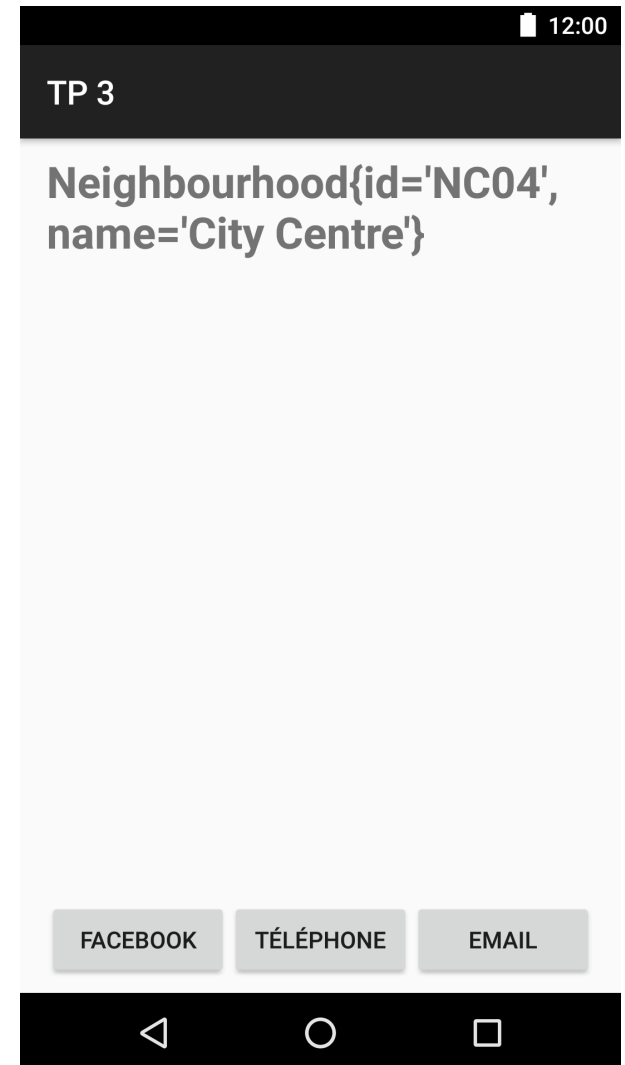 12:00
TP 3
Neighbourhood{id='NC04',
name='City Centre'}
FACEBOOK TÉLÉPHONE EMAIL